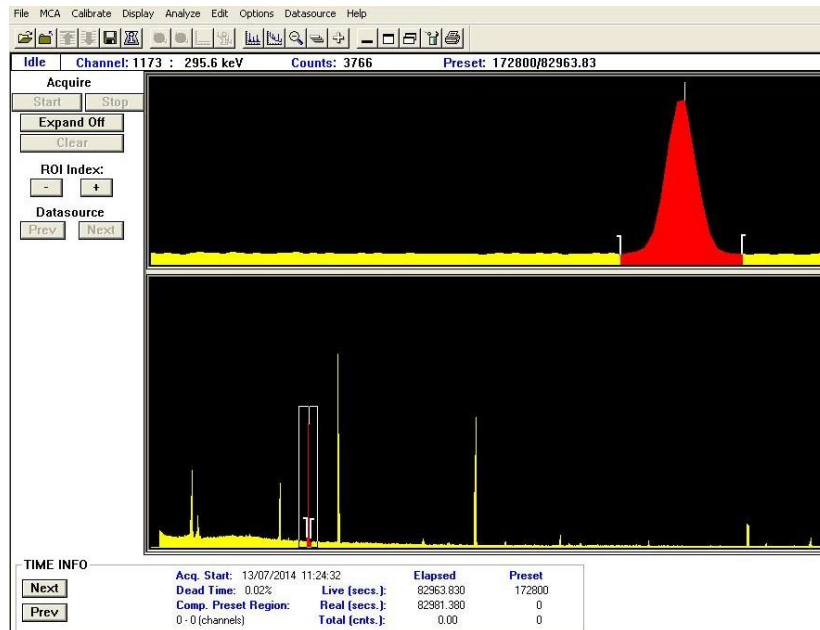 File MCA Calibrate Display Analyze Edit Options Datasource Help
Idle Channel: 1173 : 295.6 keV Counts: 3766 Preset: 172800/82963.83
Acquire
Start Stop
Expand Off
Clear
ROI Index:
- +
Datasource
Prev Next
TIME INFO
Next
Prev
Acq. Start: 13/07/2014 11:24:32 Elapsed Preset
Dead Time: 0.02% Live (secs.): 82963.830 172800
Comp. Preset Region: Real (secs.): 82981.380 0
0 - 0 (channels) Total (cnts.): 0.00 0